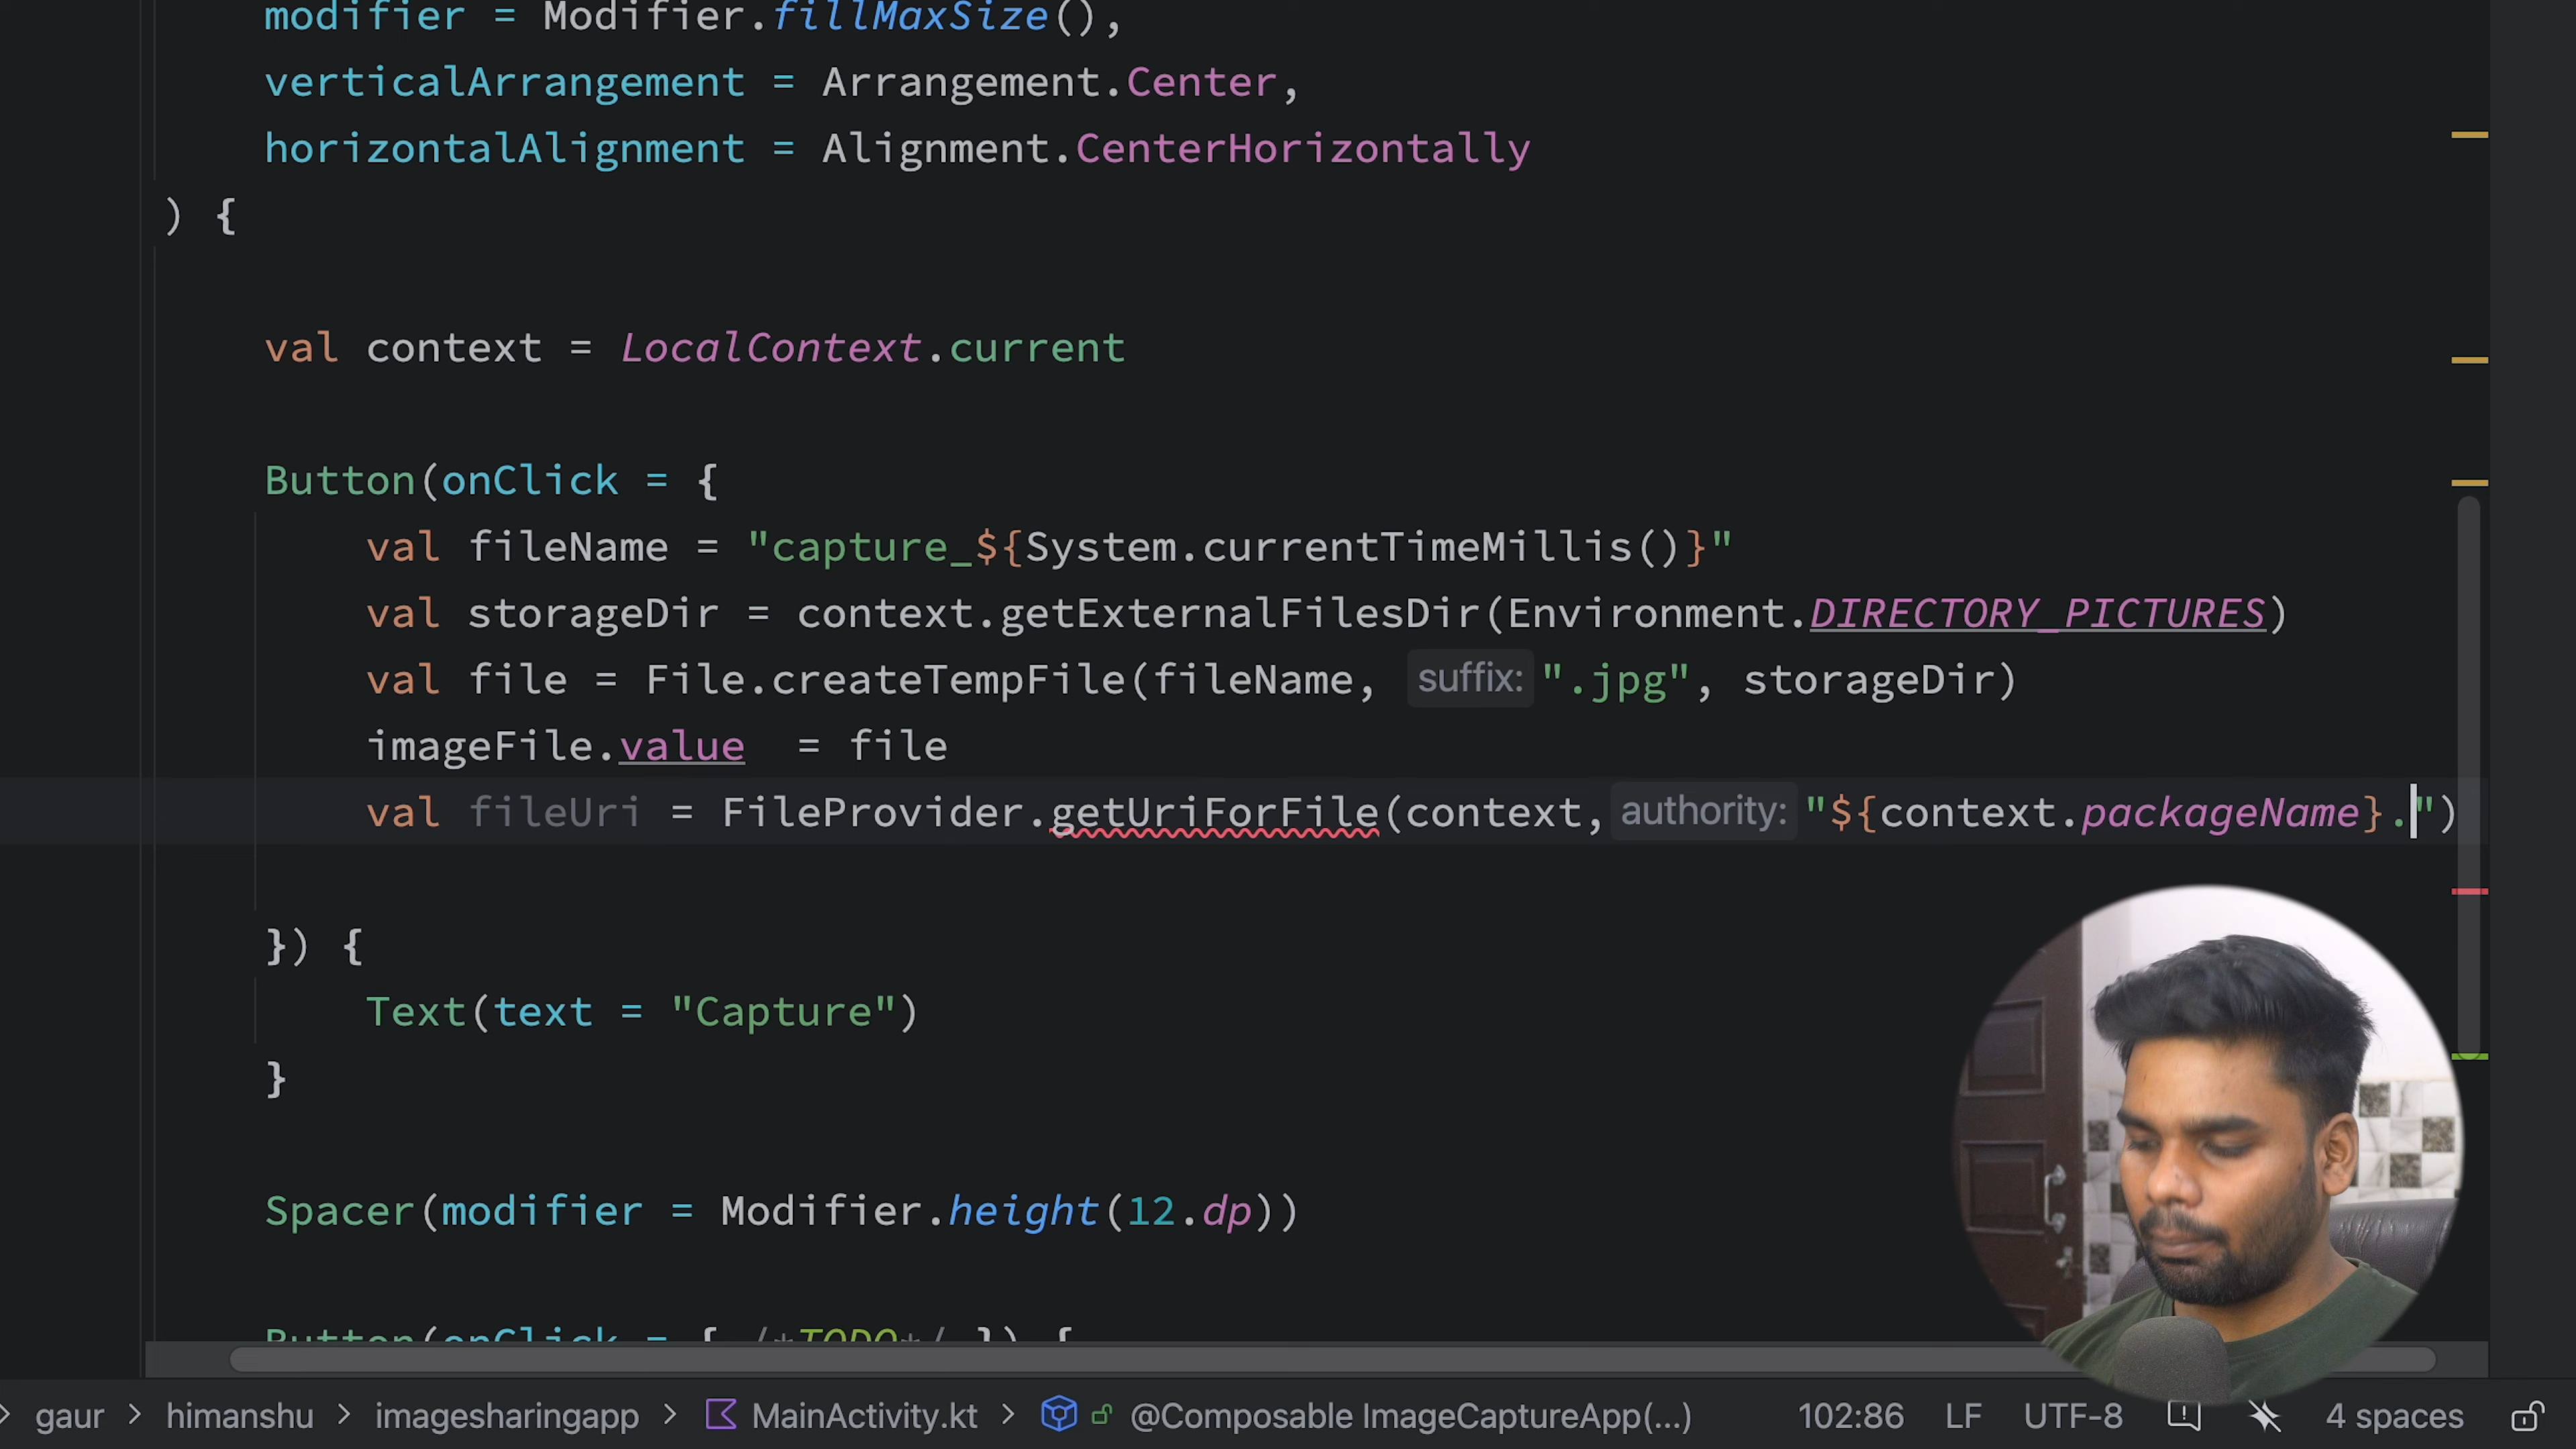 modifier = Modifier.fillMaxSize(),
verticalArrangement = Arrangement.Center,
horizontalAlignment = Alignment.CenterHorizontally
) {
val context = LocalContext.current
Button(onClick = {
val fileName = "capture_${System.currentTimeMillis()}"
val storageDir = context.getExternalFilesDir(Environment.DIRECTORY_PICTURES)
val file = File.createTempFile(fileName, suffix: ".jpg", storageDir)
imageFile.value  = file
val fileUri = FileProvider.getUriForFile(context, authority: "${context.packageName}.")
}) {
Text(text = "Capture")
}
Spacer(modifier = Modifier.height(12.dp))
Button(onClick = { /*TODO*/ }) {
gaur > himanshu > imagesharingapp > MainActivity.kt > @Composable ImageCaptureApp(...) 102:86 LF UTF-8 4 spaces